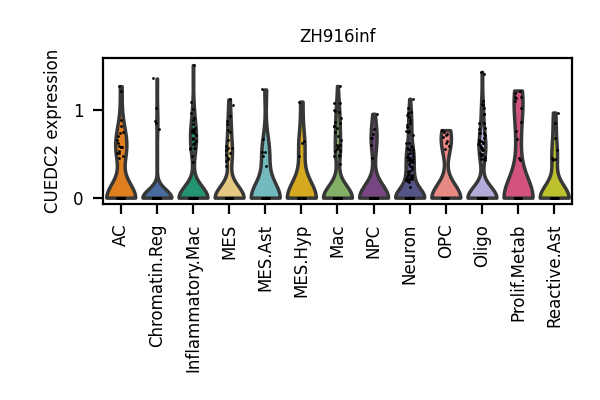 ZH916inf
CUEDC2 expression
1
0
AC
Chromatin.Reg
Inflammatory.Mac
MES
MES.Ast
MES.Hyp
Mac
NPC
Neuron
OPC
Oligo
Prolif.Metab
Reactive.Ast